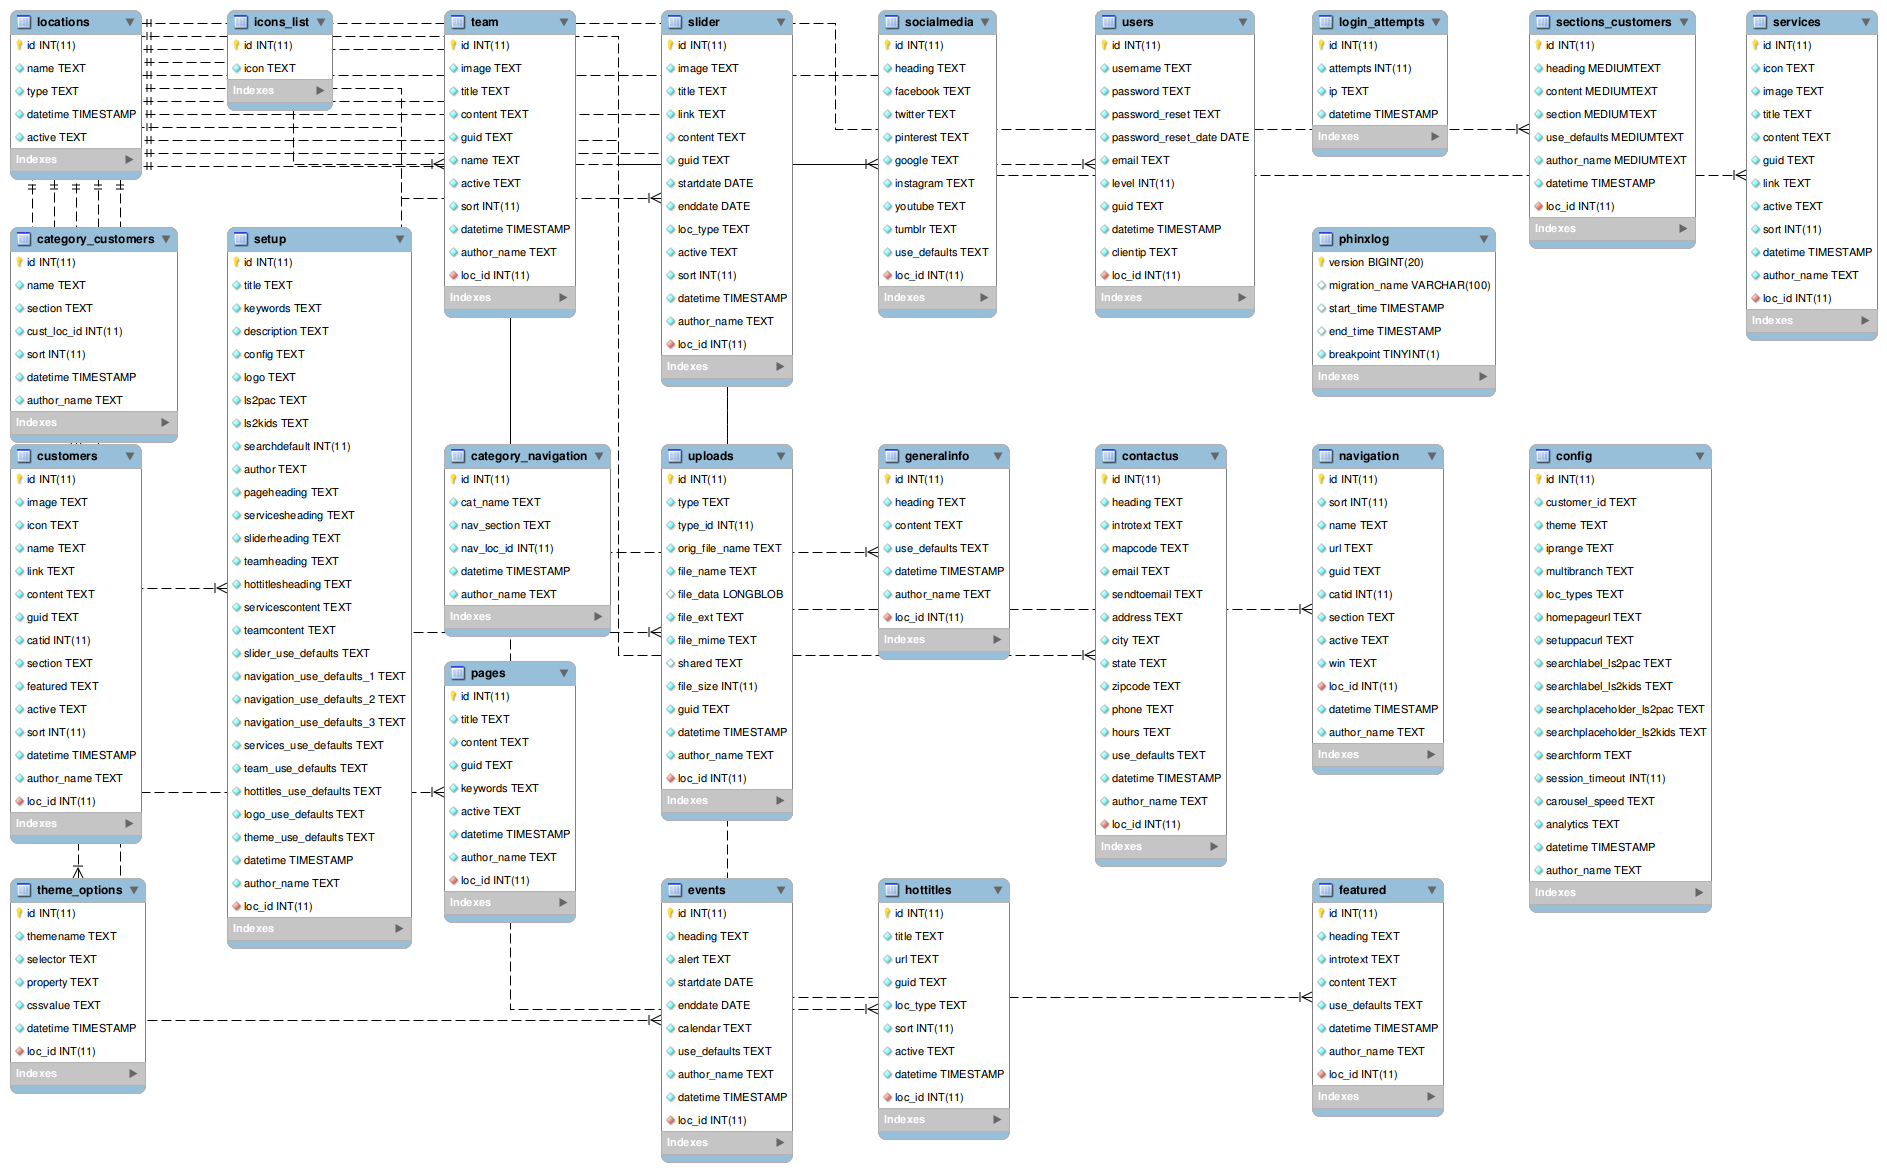 locations
id INT(11)
name TEXT
type TEXT
datetime TIMESTAMP
active TEXT
Indexes
icons_list
id INT(11)
icon TEXT
Indexes
team
id INT(11)
image TEXT
title TEXT
content TEXT
guid TEXT
name TEXT
active TEXT
sort INT(11)
datetime TIMESTAMP
author_name TEXT
loc_id INT(11)
Indexes
slider
id INT(11)
image TEXT
title TEXT
link TEXT
content TEXT
guid TEXT
startdate DATE
enddate DATE
loc_type TEXT
active TEXT
sort INT(11)
datetime TIMESTAMP
author_name TEXT
loc_id INT(11)
Indexes
socialmedia
id INT(11)
heading TEXT
facebook TEXT
twitter TEXT
pinterest TEXT
google TEXT
instagram TEXT
youtube TEXT
tumblr TEXT
use_defaults TEXT
loc_id INT(11)
Indexes
users
id INT(11)
username TEXT
password TEXT
password_reset TEXT
password_reset_date DATE
email TEXT
level INT(11)
guid TEXT
datetime TIMESTAMP
clientip TEXT
loc_id INT(11)
Indexes
login_attempts
id INT(11)
attempts INT(11)
ip TEXT
datetime TIMESTAMP
Indexes
sections_customers
id INT(11)
heading MEDIUMTEXT
content MEDIUMTEXT
section MEDIUMTEXT
use_defaults MEDIUMTEXT
author_name MEDIUMTEXT
datetime TIMESTAMP
loc_id INT(11)
Indexes
services
id INT(11)
icon TEXT
image TEXT
title TEXT
content TEXT
guid TEXT
link TEXT
active TEXT
sort INT(11)
datetime TIMESTAMP
author_name TEXT
loc_id INT(11)
Indexes
category_customers
id INT(11)
name TEXT
section TEXT
cust_loc_id INT(11)
sort INT(11)
datetime TIMESTAMP
author_name TEXT
Indexes
setup
id INT(11)
title TEXT
keywords TEXT
description TEXT
config TEXT
logo TEXT
ls2pac TEXT
ls2kids TEXT
searchdefault INT(11)
author TEXT
pageheading TEXT
servicesheading TEXT
sliderheading TEXT
teamheading TEXT
hottitlesheading TEXT
servicescontent TEXT
teamcontent TEXT
slider_use_defaults TEXT
navigation_use_defaults_1 TEXT
navigation_use_defaults_2 TEXT
navigation_use_defaults_3 TEXT
services_use_defaults TEXT
team_use_defaults TEXT
hottitles_use_defaults TEXT
logo_use_defaults TEXT
theme_use_defaults TEXT
datetime TIMESTAMP
author_name TEXT
loc_id INT(11)
Indexes
phinxlog
version BIGINT(20)
migration_name VARCHAR(100)
start_time TIMESTAMP
end_time TIMESTAMP
breakpoint TINYINT(1)
Indexes
customers
id INT(11)
image TEXT
icon TEXT
name TEXT
link TEXT
content TEXT
guid TEXT
catid INT(11)
section TEXT
featured TEXT
active TEXT
sort INT(11)
datetime TIMESTAMP
author_name TEXT
loc_id INT(11)
Indexes
category_navigation
id INT(11)
cat_name TEXT
nav_section TEXT
nav_loc_id INT(11)
datetime TIMESTAMP
author_name TEXT
Indexes
uploads
id INT(11)
type TEXT
type_id INT(11)
orig_file_name TEXT
file_name TEXT
file_data LONGBLOB
file_ext TEXT
file_mime TEXT
shared TEXT
file_size INT(11)
guid TEXT
datetime TIMESTAMP
author_name TEXT
loc_id INT(11)
Indexes
generalinfo
id INT(11)
heading TEXT
content TEXT
use_defaults TEXT
datetime TIMESTAMP
author_name TEXT
loc_id INT(11)
Indexes
contactus
id INT(11)
heading TEXT
introtext TEXT
mapcode TEXT
email TEXT
sendtoemail TEXT
address TEXT
city TEXT
state TEXT
zipcode TEXT
phone TEXT
hours TEXT
use_defaults TEXT
datetime TIMESTAMP
author_name TEXT
loc_id INT(11)
Indexes
navigation
id INT(11)
sort INT(11)
name TEXT
url TEXT
guid TEXT
catid INT(11)
section TEXT
active TEXT
win TEXT
loc_id INT(11)
datetime TIMESTAMP
author_name TEXT
Indexes
config
id INT(11)
customer_id TEXT
theme TEXT
iprange TEXT
multibranch TEXT
loc_types TEXT
homepageurl TEXT
setuppacurl TEXT
searchlabel_ls2pac TEXT
searchlabel_ls2kids TEXT
searchplaceholder_ls2pac TEXT
searchplaceholder_ls2kids TEXT
searchform TEXT
session_timeout INT(11)
carousel_speed TEXT
analytics TEXT
datetime TIMESTAMP
author_name TEXT
Indexes
pages
id INT(11)
title TEXT
content TEXT
guid TEXT
keywords TEXT
active TEXT
datetime TIMESTAMP
author_name TEXT
loc_id INT(11)
Indexes
theme_options
id INT(11)
themename TEXT
selector TEXT
property TEXT
cssvalue TEXT
datetime TIMESTAMP
loc_id INT(11)
Indexes
events
id INT(11)
heading TEXT
alert TEXT
startdate DATE
enddate DATE
calendar TEXT
use_defaults TEXT
author_name TEXT
datetime TIMESTAMP
loc_id INT(11)
Indexes
hottitles
id INT(11)
title TEXT
url TEXT
guid TEXT
loc_type TEXT
sort INT(11)
active TEXT
datetime TIMESTAMP
loc_id INT(11)
Indexes
featured
id INT(11)
heading TEXT
introtext TEXT
content TEXT
use_defaults TEXT
datetime TIMESTAMP
author_name TEXT
loc_id INT(11)
Indexes